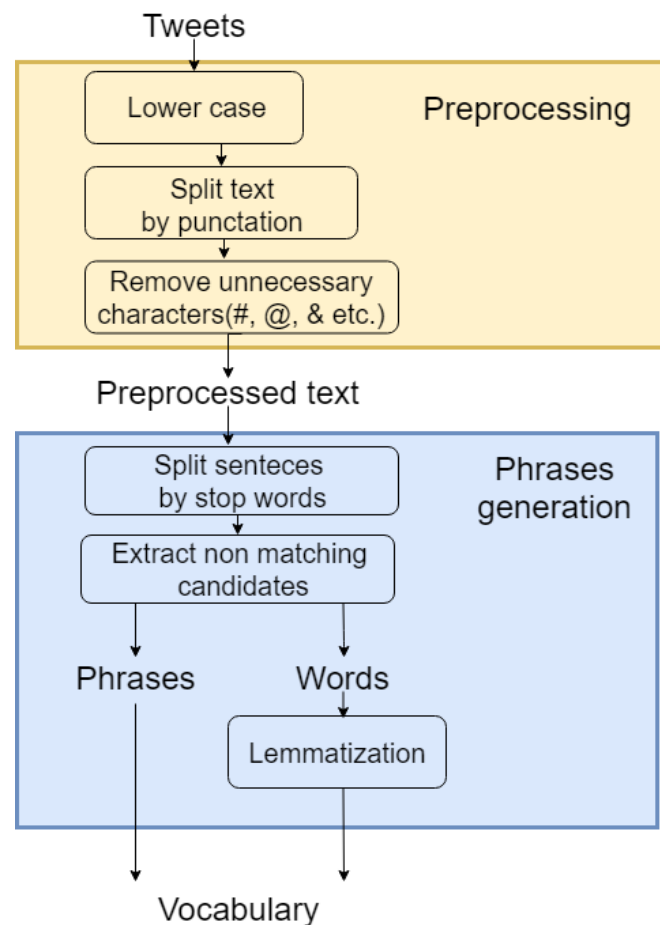 Tweets
Lower case
Preprocessing
Split text
by punctation
Remove unnecessary
characters(#, @, & etc.)
Preprocessed text
Split senteces
by stop words
Phrases
generation
Extract non matching
candidates
Phrases
Words
Lemmatization
Vocabulary